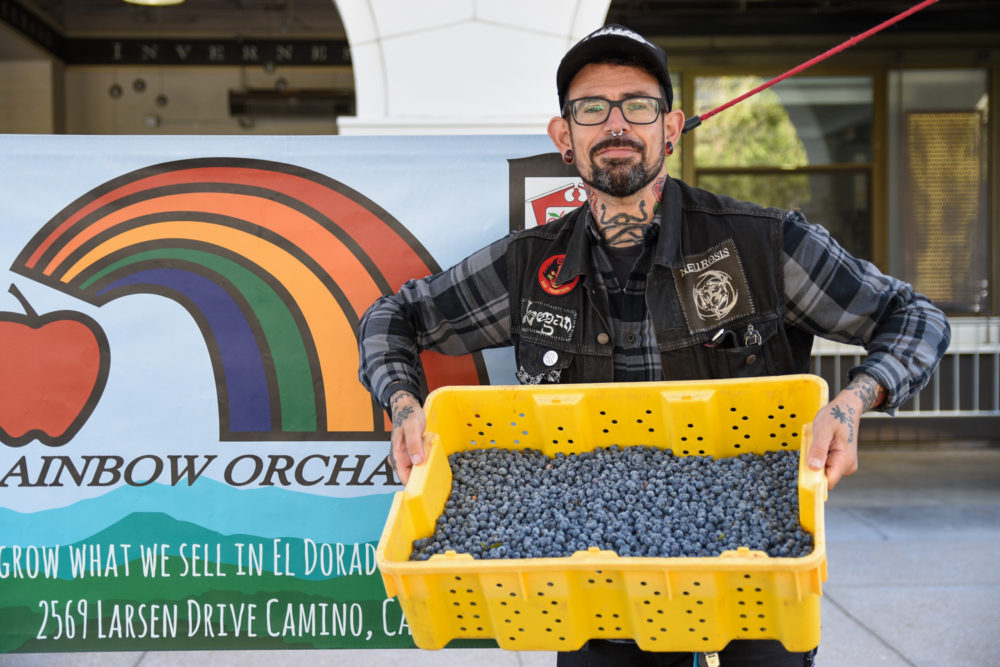 INVERNES
AINBOW ORCHA
GROW WHAT WE SELL IN EL DORAD
2569 LARSEN DRIVE CAMINO, CA
NEUROSIS
Vegan